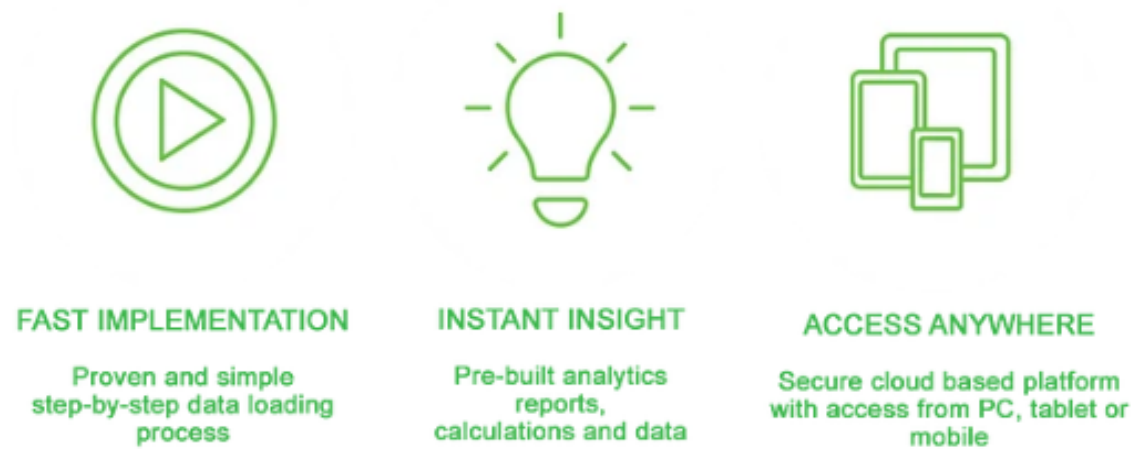 FAST IMPLEMENTATION
Proven and simple
step-by-step data loading
process
INSTANT INSIGHT
Pre-built analytics
reports,
calculations and data
ACCESS ANYWHERE
Secure cloud based platform
with access from PC, tablet or
mobile